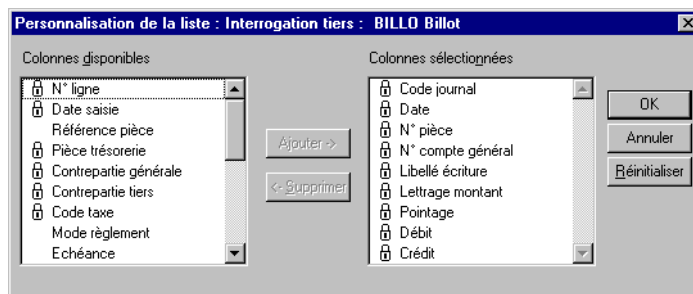 Personnalisation de la liste : Interrogation tiers : BILLO Billot
Colonnes disponibles
N° ligne
Date saisie
Référence pièce
Pièce trésorerie
Contrepartie générale
Contrepartie tiers
Code taxe
Mode règlement
Echéance
Ajouter ->
<- Supprimer
Colonnes sélectionnées
Code journal
Date
N° pièce
N° compte général
Libellé écriture
Lettrage montant
Pointage
Débit
Crédit
OK
Annuler
Réinitialiser